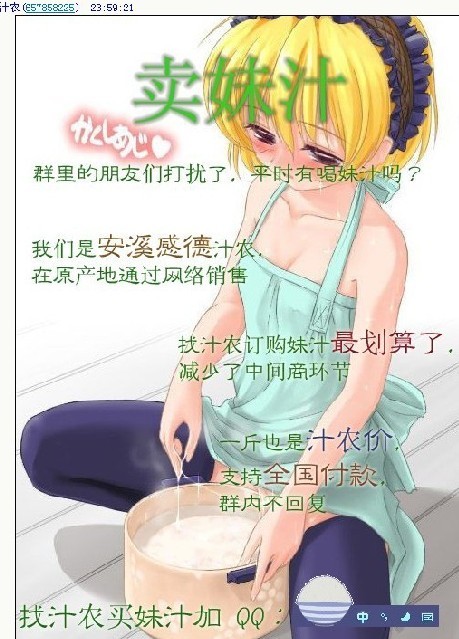 汁农(657858225) 23:59:21
卖妹汁
かくしあじ♥
群里的朋友们打扰了，平时有喝妹汁吗？
我们是安溪感德汁农，
在原产地通过网络销售
找汁农订购妹汁最划算了，
减少了中间商环节
一斤也是汁农价，
支持全国付款，
群内不回复
找汁农买妹汁加 QQ：
中